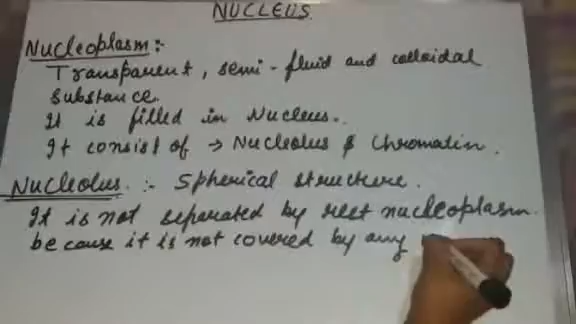 NUCLEUS
Nucleoplasm :-
Transparent, semi-fluid and colloidal
substance.
It is filled in Nucleus.
It consist of → Nucleolus & Chromatin.
Nucleolus :- Spherical structure.
It is not separated by rest nucleoplasm
because it is not covered by any